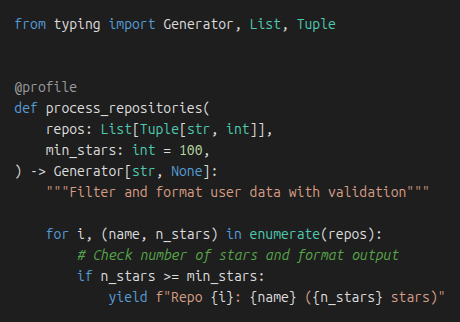 from typing import Generator, List, Tuple
@profile
def process_repositories(
    repos: List[Tuple[str, int]],
    min_stars: int = 100,
) -> Generator[str, None]:
    """Filter and format user data with validation"""
    for i, (name, n_stars) in enumerate(repos):
        # Check number of stars and format output
        if n_stars >= min_stars:
            yield f"Repo {i}: {name} ({n_stars} stars)"